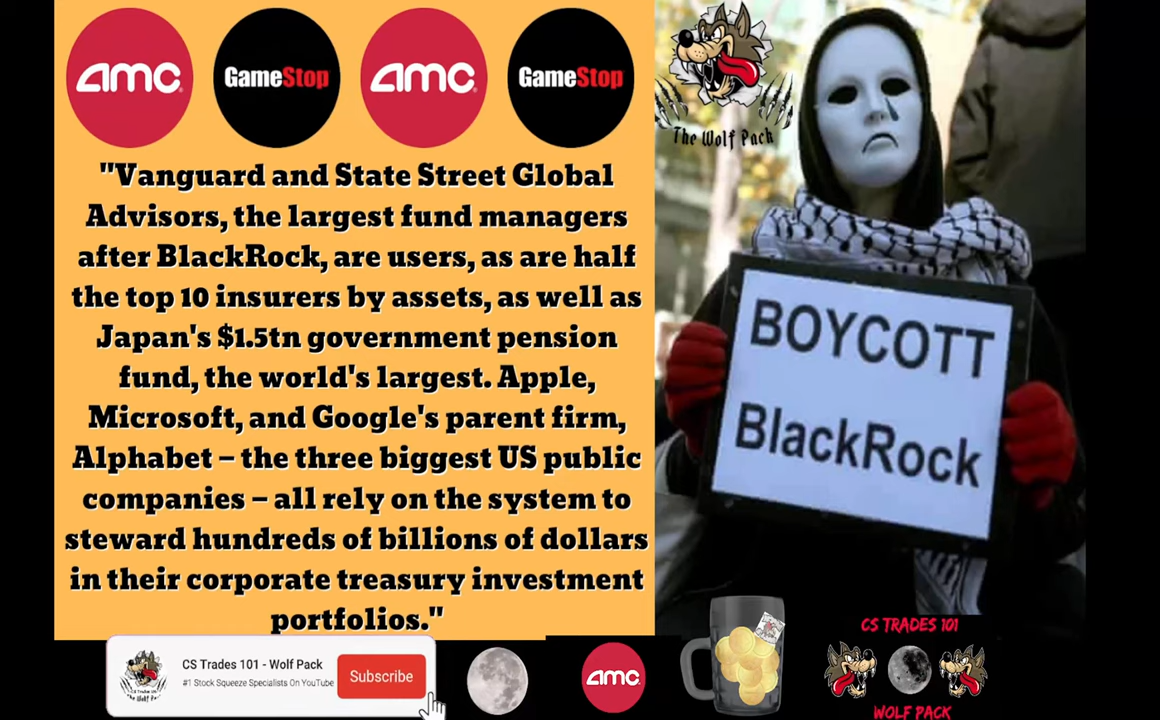 amc
GameStop
amc
GameStop
"Vanguard and State Street Global
Advisors, the largest fund managers
after BlackRock, are users, as are half
the top 10 insurers by assets, as well as
Japan's $1.5tn government pension
fund, the world's largest. Apple,
Microsoft, and Google's parent firm,
Alphabet – the three biggest US public
companies – all rely on the system to
steward hundreds of billions of dollars
in their corporate treasury investment
portfolios."
The Wolf Pack
BOYCOTT
BlackRock
CS Trades 101 - Wolf Pack
#1 Stock Squeeze Specialists On YouTube
Subscribe
amc
CS TRADES 101
WOLF PACK